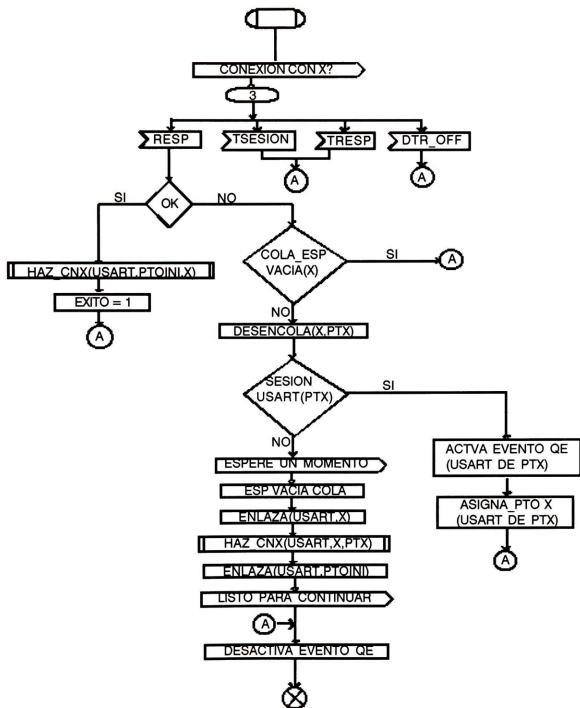 CONEXION CON X?
3
RESP
TSESION
TRESP
DTR_OFF
A
A
SI
OK
NO
HAZ_CNX(USART.PTOINI.X)
EXITO = 1
A
COLA_ESP
VACIA(X)
SI
A
NO
DESENCOLA(X,PTX)
SESION
USART(PTX)
SI
NO
ACTVA EVENTO QE
(USART DE PTX)
ASIGNA_PTO X
(USART DE PTX)
A
ESPERE UN MOMENTO
ESP VACIA COLA
ENLAZA(USART,X)
HAZ_CNX(USART,X,PTX)
ENLAZA(USART.PTOINI)
LISTO PARA CONTINUAR
A
DESACTIVA EVENTO QE